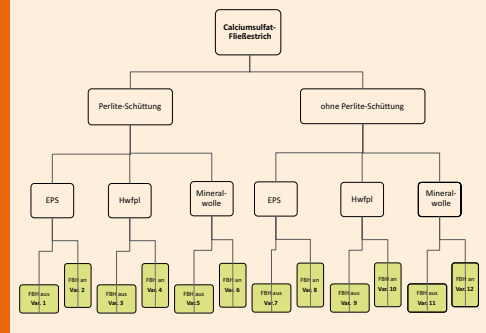 Calciumsulfat-
Fließestrich
Perlite-Schüttung
ohne Perlite-Schüttung
EPS
Hwfpl
Mineral-
wolle
EPS
Hwfpl
Mineral-
wolle
FBH aus
Var. 1
FBH an
Var. 2
FBH aus
Var. 3
FBH an
Var. 4
FBH aus
Var.5
FBH an
Var. 6
FBH aus
Var.7
FBH an
Var. 8
FBH aus
Var. 9
FBH an
Var. 10
FBH aus
Var. 11
FBH an
Var. 12